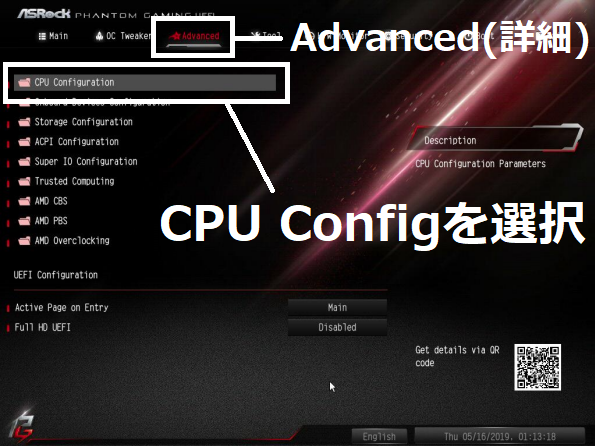 ASRock PHANTOM GAMING UEFI
Main OC Tweaker Advanced Tool Boot
Advanced(詳細)
CPU Configuration
Onboard Devices Configuration
Storage Configuration
ACPI Configuration
Super IO Configuration
Trusted Computing
AMD CBS
AMD PBS
AMD Overclocking
Description
CPU Configuration Parameters
CPU Configを選択
UEFI Configuration
Active Page on Entry Main
Full HD UEFI Disabled
Get details via QR
code
English Thu 05/16/2019. 01:13:18